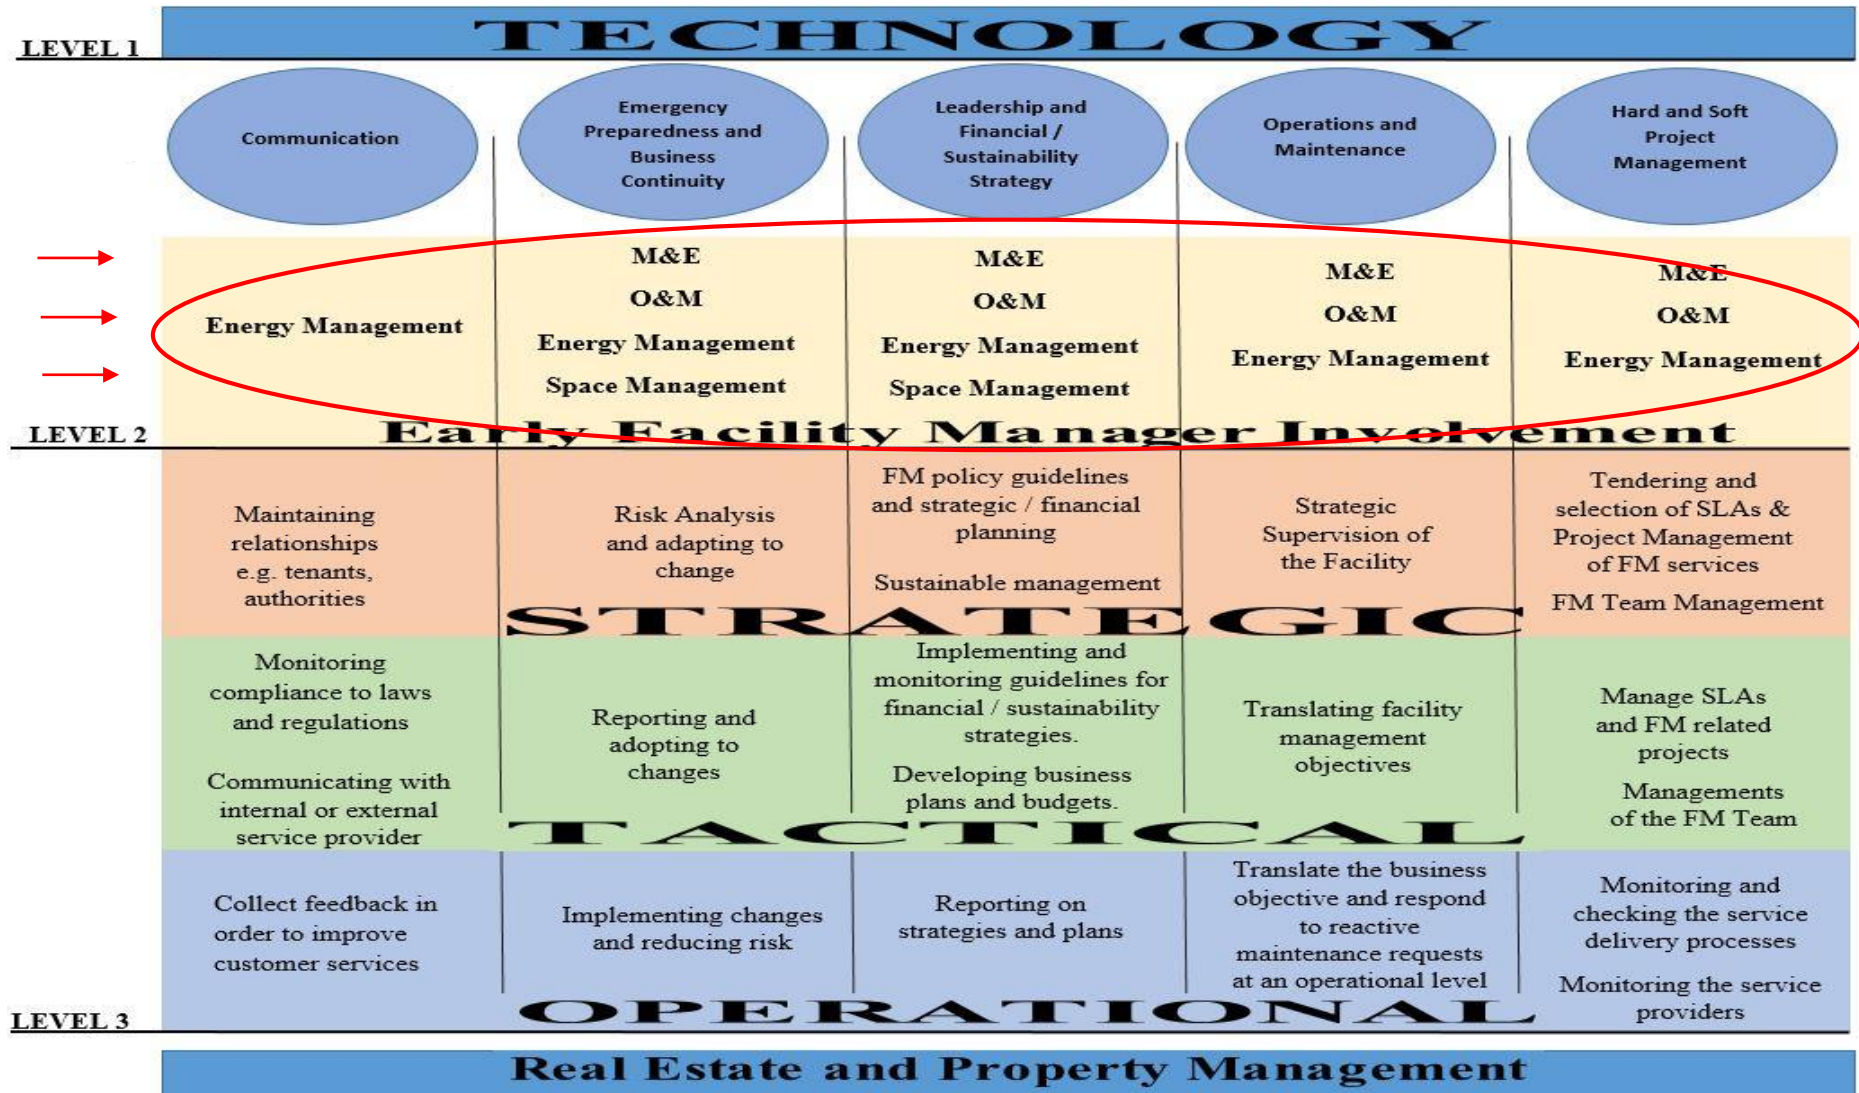 TECHNOLOGY
LEVEL 1
Communication
Emergency
Preparedness and
Business
Continuity
Leadership and
Financial /
Sustainability
Strategy
Operations and
Maintenance
Hard and Soft
Project
Management
Energy Management
M&E
O&M
Energy Management
Space Management
M&E
O&M
Energy Management
Space Management
M&E
O&M
Energy Management
M&E
O&M
Energy Management
LEVEL 2
Early Facility Manager Involvement
Maintaining
relationships
e.g. tenants,
authorities
Risk Analysis
and adapting to
change
FM policy guidelines
and strategic / financial
planning
Sustainable management
Strategic
Supervision of
the Facility
Tendering and
selection of SLAs &
Project Management
of FM services
FM Team Management
STRATEGIC
Monitoring
compliance to laws
and regulations
Communicating with
internal or external
service provider
Reporting and
adopting to
changes
Implementing and
monitoring guidelines for
financial / sustainability
strategies.
Developing business
plans and budgets.
Translating facility
management
objectives
Manage SLAs
and FM related
projects
Managements
of the FM Team
TACTICAL
Collect feedback in
order to improve
customer services
Implementing changes
and reducing risk
Reporting on
strategies and plans
Translate the business
objective and respond
to reactive
maintenance requests
at an operational level
Monitoring and
checking the service
delivery processes
Monitoring the service
providers
OPERATIONAL
LEVEL 3
Real Estate and Property Management